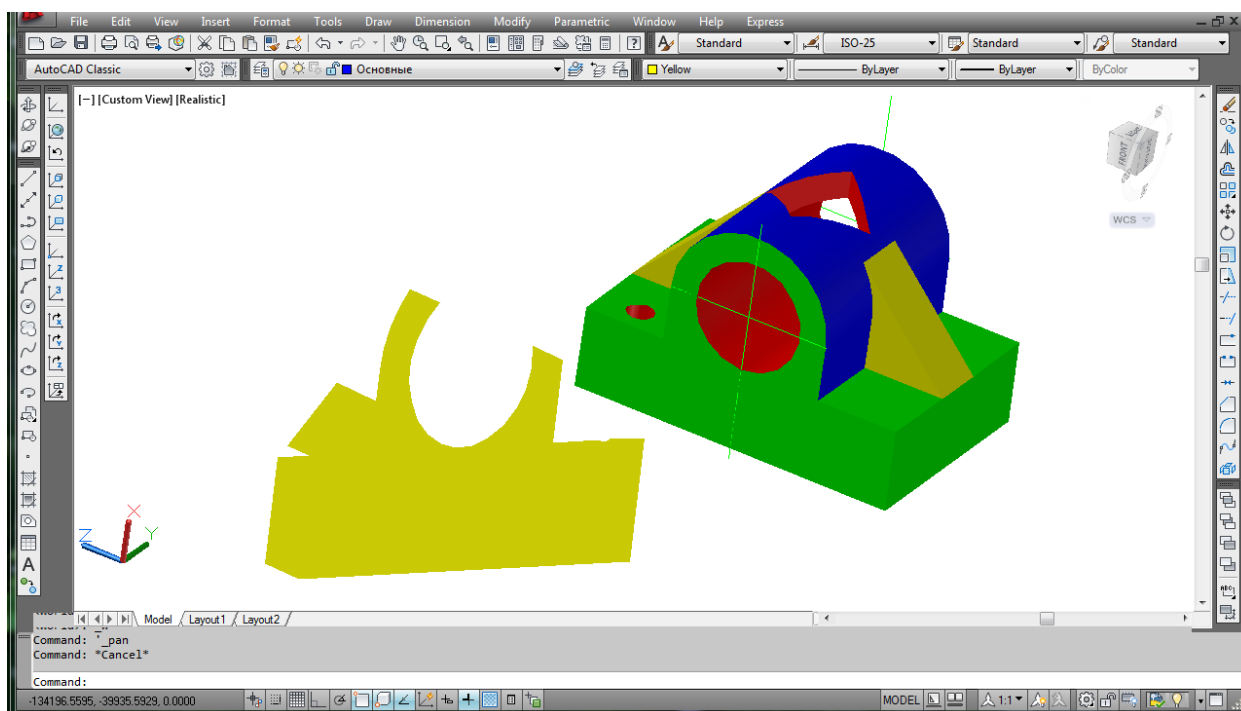 File Edit View Insert Format Tools Draw Dimension Modify Parametric Window Help Express
Standard ISO-25 Standard Standard
AutoCAD Classic Основные Yellow ByLayer ByLayer ByColor
[−] [Custom View] [Realistic]
FRONT
WCS
X
Z Y
Model Layout1 Layout2
Command: '_pan
Command: *Cancel*
Command:
-134196.5595, -39935.5929, 0.0000 MODEL 1:1